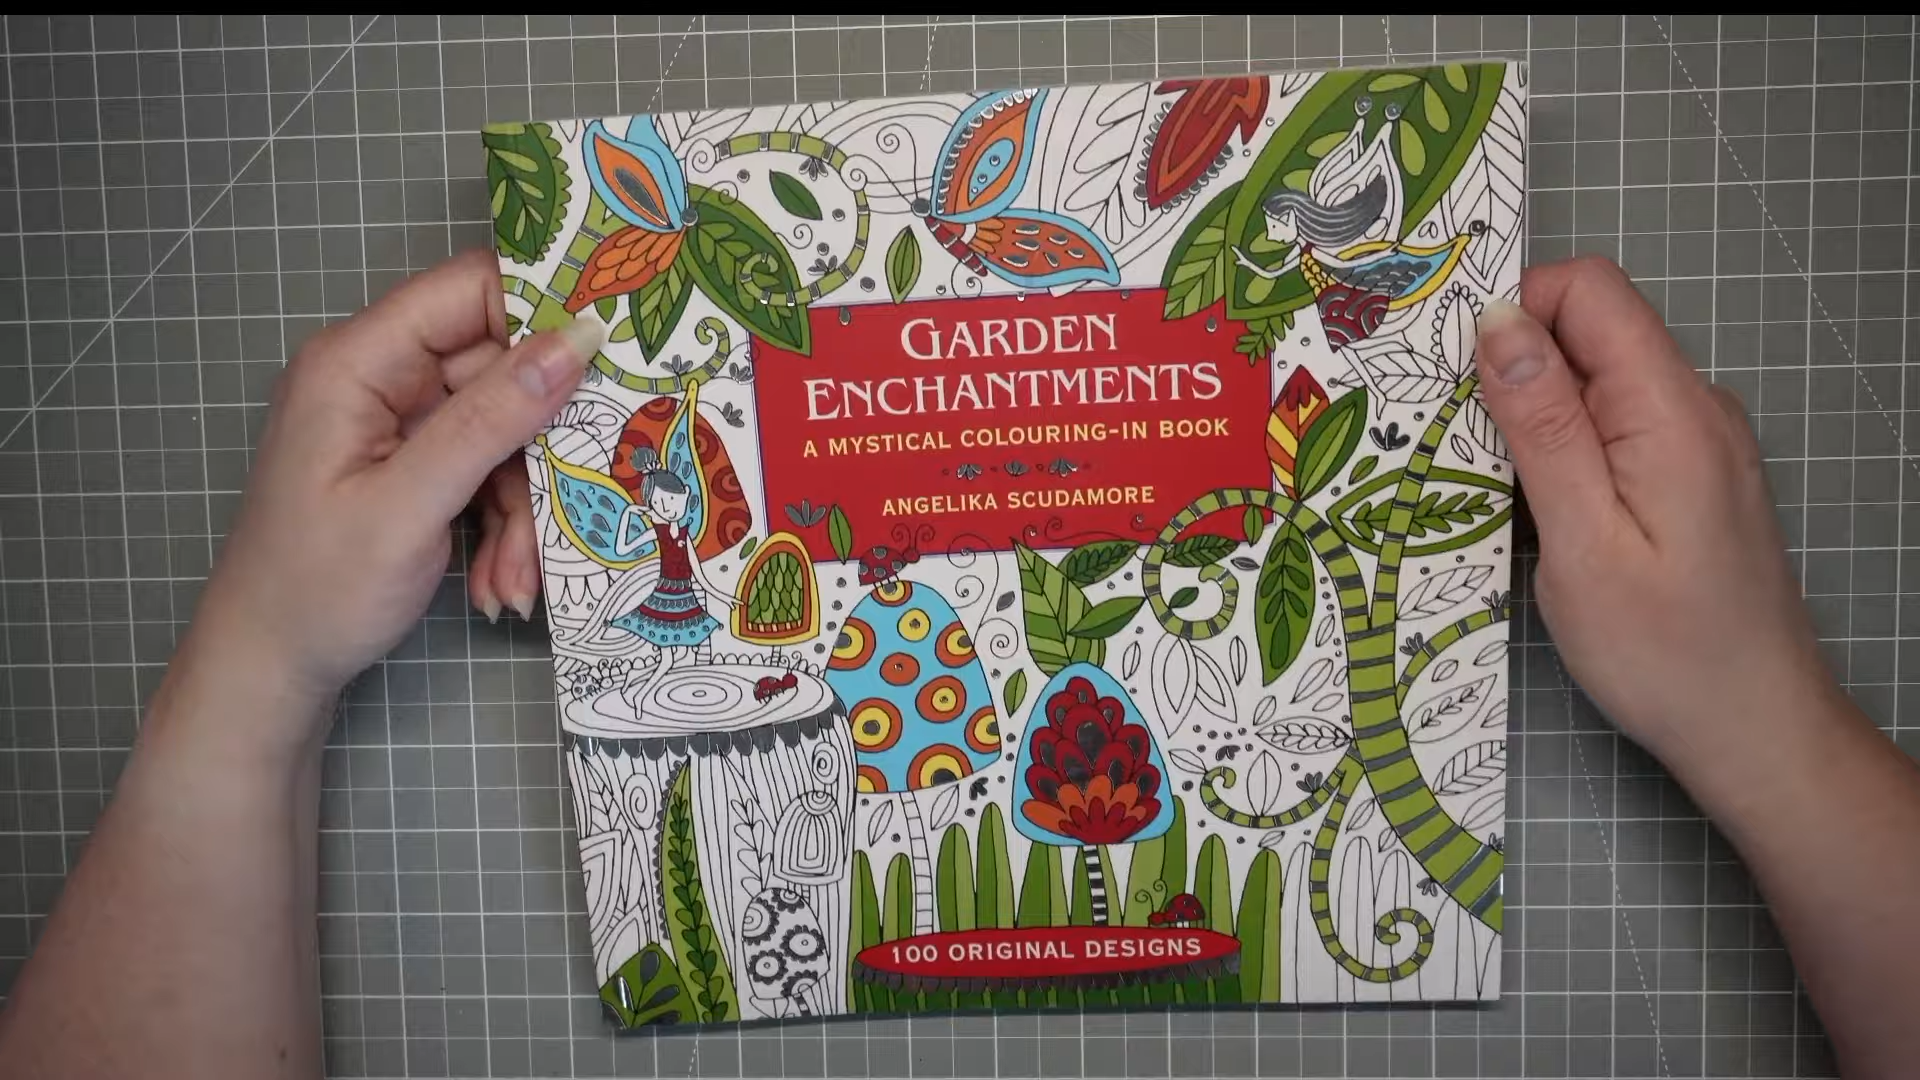 GARDEN
ENCHANTMENTS
A MYSTICAL COLOURING-IN BOOK
ANGELIKA SCUDAMORE
100 ORIGINAL DESIGNS